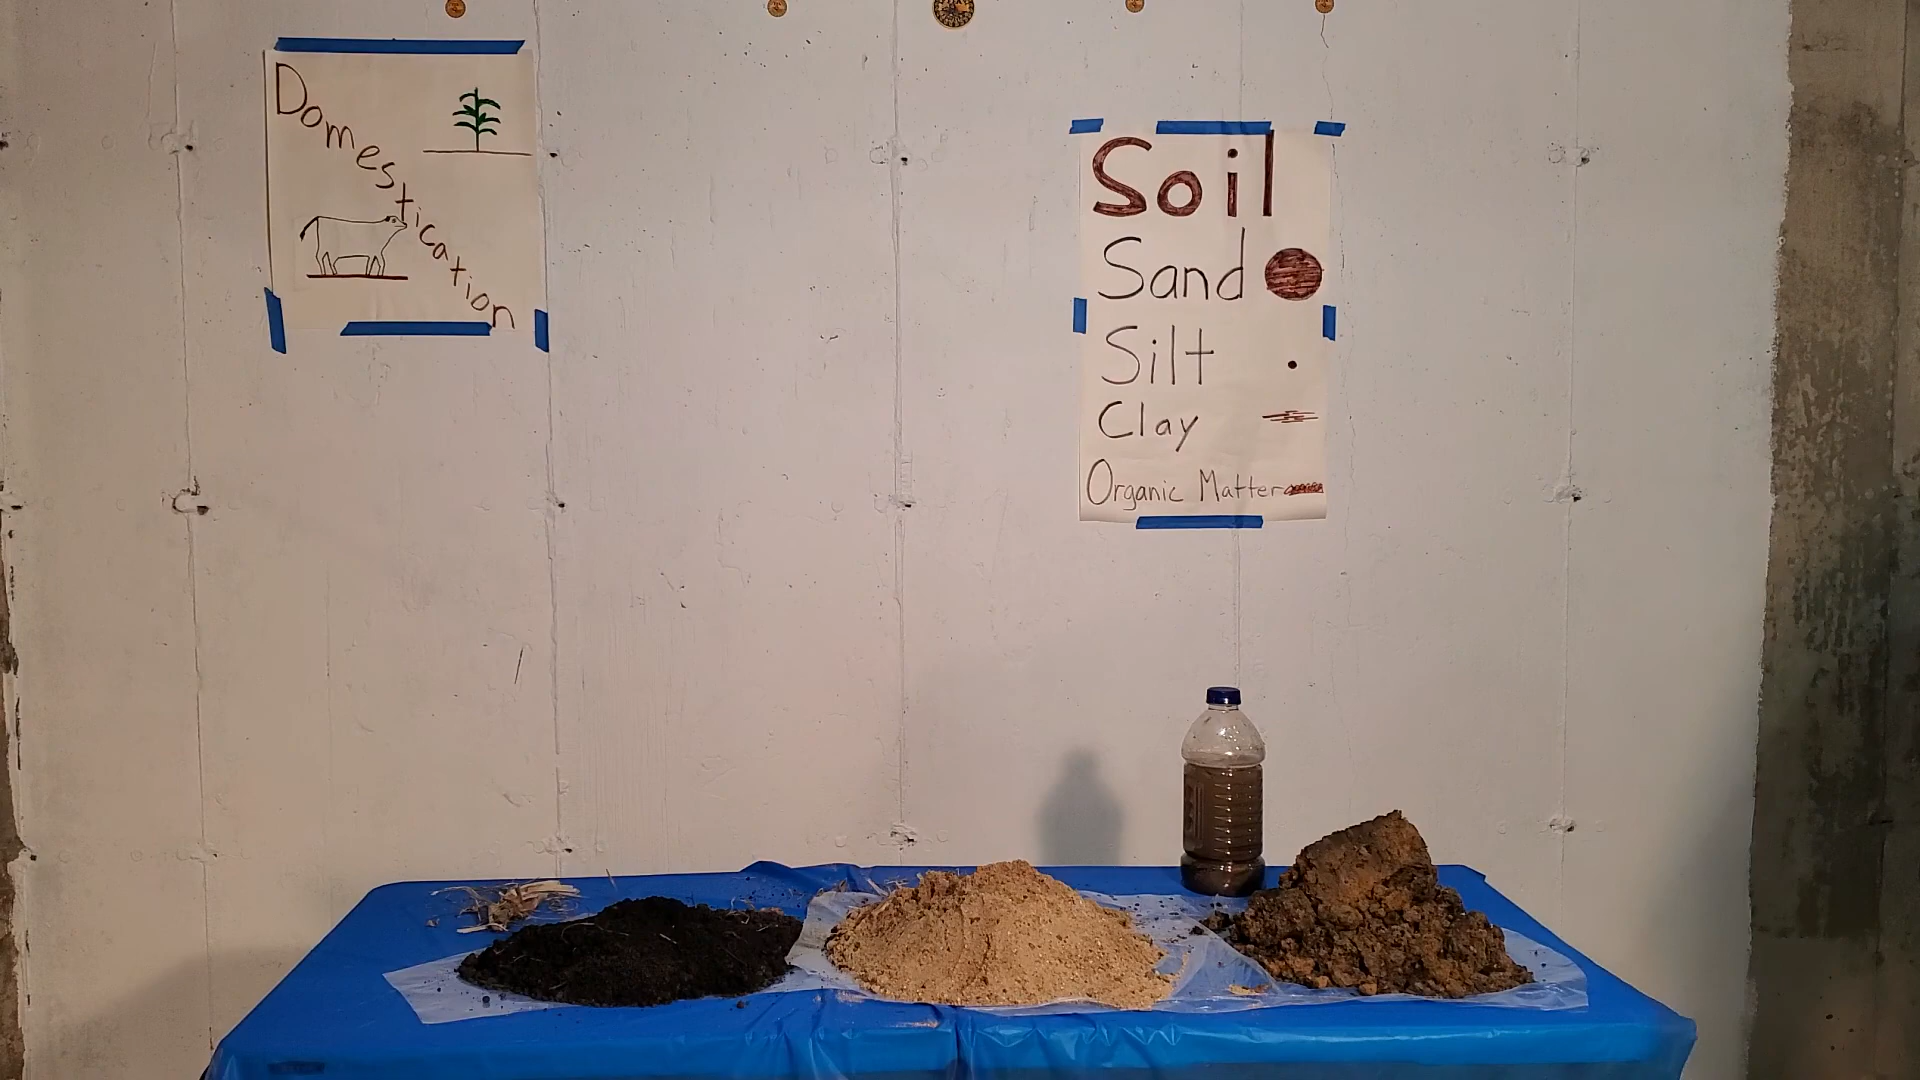 Domestication
Soil
Sand
Silt
Clay
Organic Matter